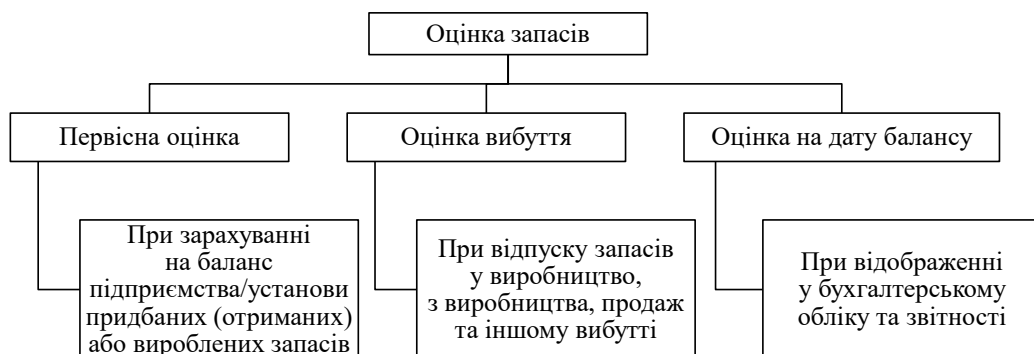 Оцінка запасів
Первісна оцінка
Оцінка вибуття
Оцінка на дату балансу
При зарахуванні
на баланс
підприємства/установи
придбаних (отриманих)
або вироблених запасів
При відпуску запасів
у виробництво,
з виробництва, продаж
та іншому вибутті
При відображенні
у бухгалтерському
обліку та звітності